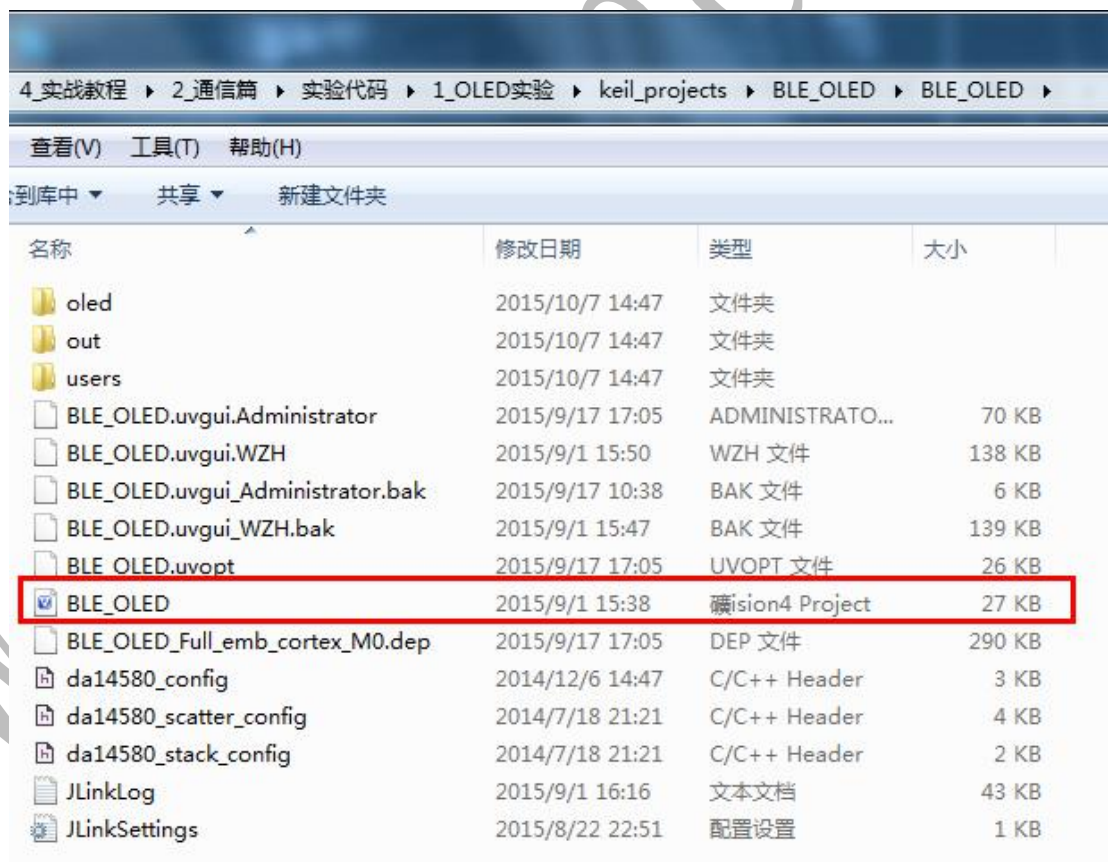 4_实战教程 ▸ 2_通信篇 ▸ 实验代码 ▸ 1_OLED实验 ▸ keil_projects ▸ BLE_OLED ▸ BLE_OLED ▸
查看(V) 工具(T) 帮助(H)
到库中 ▾ 共享 ▾ 新建文件夹
名称 修改日期 类型 大小
oled 2015/10/7 14:47 文件夹
out 2015/10/7 14:47 文件夹
users 2015/10/7 14:47 文件夹
BLE_OLED.uvgui.Administrator 2015/9/17 17:05 ADMINISTRATO... 70 KB
BLE_OLED.uvgui.WZH 2015/9/1 15:50 WZH 文件 138 KB
BLE_OLED.uvgui_Administrator.bak 2015/9/17 10:38 BAK 文件 6 KB
BLE_OLED.uvgui_WZH.bak 2015/9/1 15:47 BAK 文件 139 KB
BLE_OLED.uvopt 2015/9/17 17:05 UVOPT 文件 26 KB
BLE_OLED 2015/9/1 15:38 礦ision4 Project 27 KB
BLE_OLED_Full_emb_cortex_M0.dep 2015/9/17 17:05 DEP 文件 290 KB
da14580_config 2014/12/6 14:47 C/C++ Header 3 KB
da14580_scatter_config 2014/7/18 21:21 C/C++ Header 4 KB
da14580_stack_config 2014/7/18 21:21 C/C++ Header 2 KB
JLinkLog 2015/9/1 16:16 文本文档 43 KB
JLinkSettings 2015/8/22 22:51 配置设置 1 KB